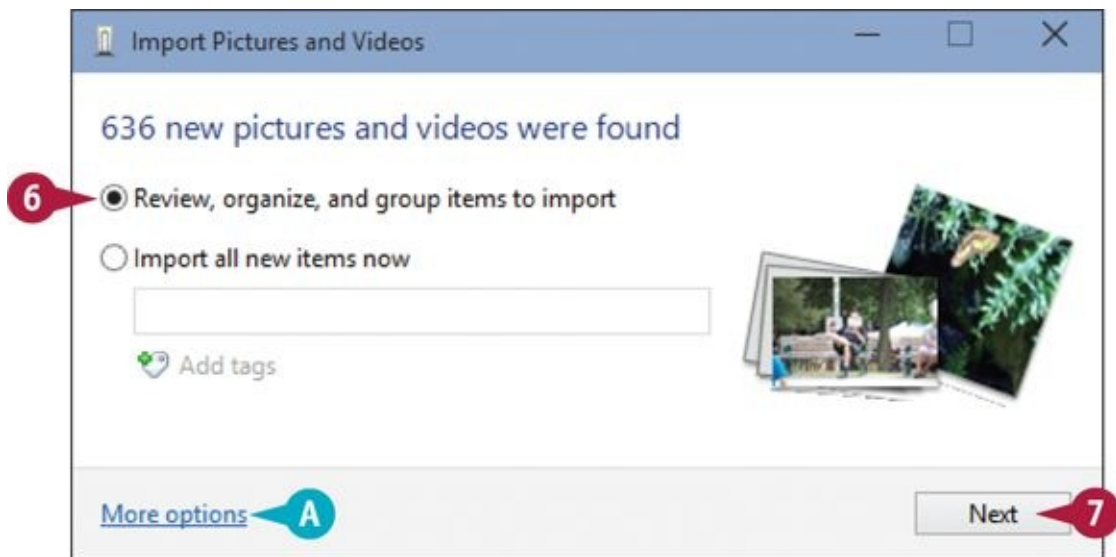 Import Pictures and Videos
636 new pictures and videos were found
6 Review, organize, and group items to import
Import all new items now
Add tags
More options A
Next 7